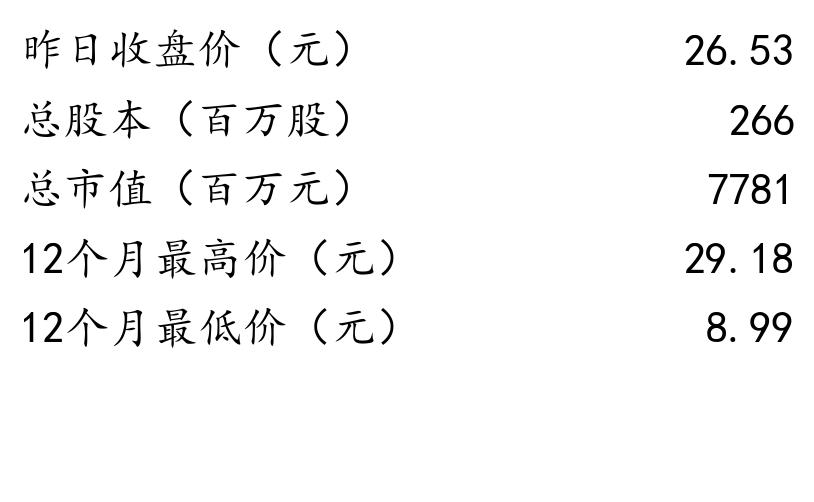 昨日收盘价（元） 26.53
总股本（百万股） 266
总市值（百万元） 7781
12个月最高价（元） 29.18
12个月最低价（元） 8.99